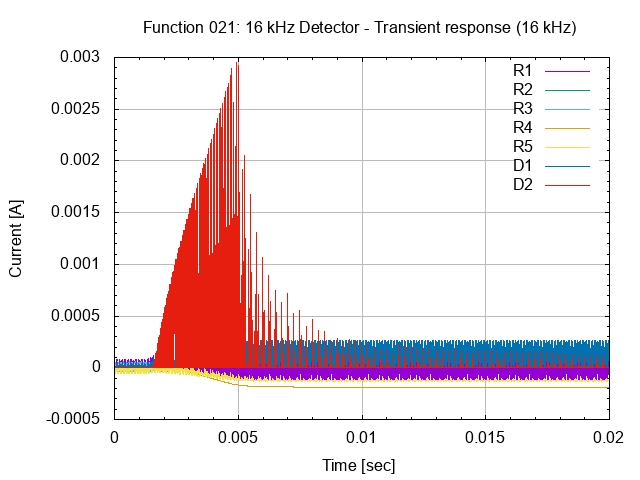 Function 021: 16 kHz Detector - Transient response (16 kHz)
0.003
0.0025
0.002
0.0015
0.001
0.0005
0
-0.0005
Current [A]
R1
R2
R3
R4
R5
D1
D2
0 0.005 0.01 0.015 0.02
Time [sec]